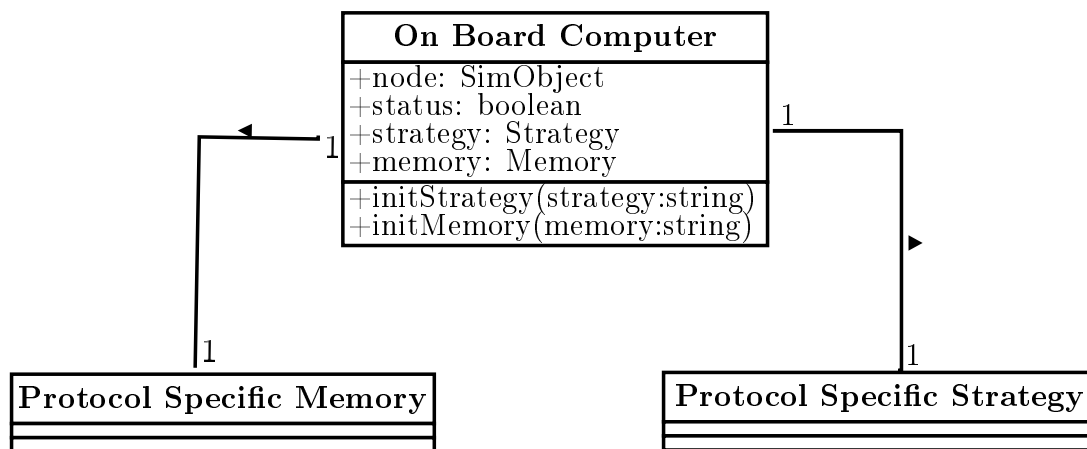 On Board Computer
+node: SimObject
+status: boolean
+strategy: Strategy
+memory: Memory
+initStrategy(strategy:string)
+initMemory(memory:string)
1
1
1
1
Protocol Specific Memory
Protocol Specific Strategy